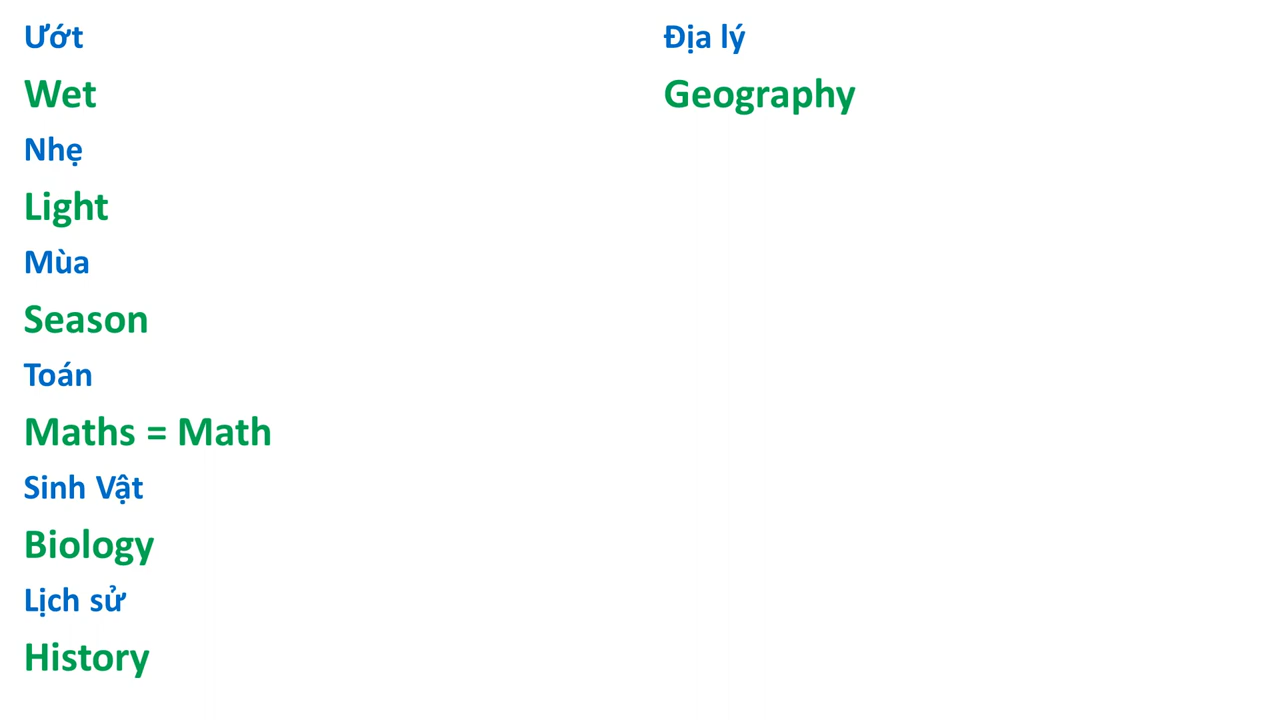 Ướt
Wet
Nhẹ
Light
Mùa
Season
Toán
Maths = Math
Sinh Vật
Biology
Lịch sử
History
Địa lý
Geography